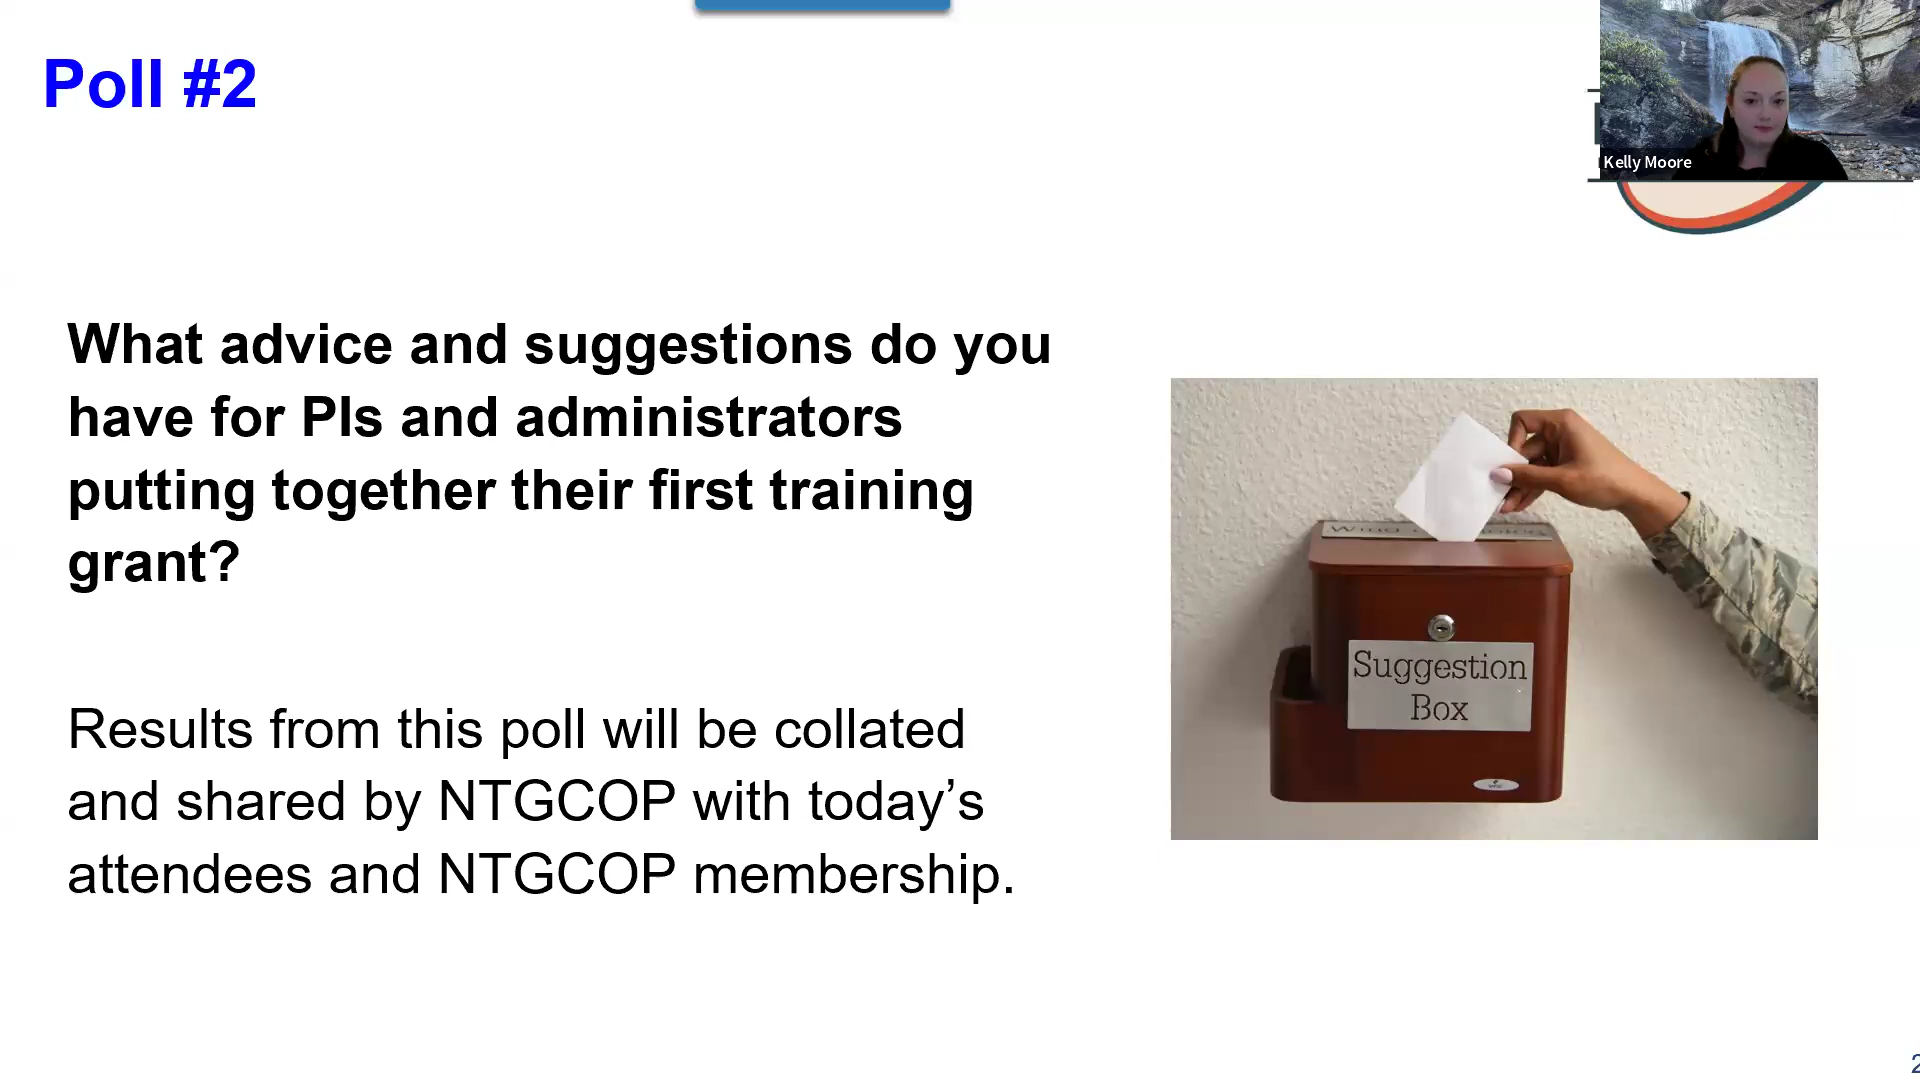 Poll #2
Kelly Moore
What advice and suggestions do you
have for PIs and administrators
putting together their first training
grant?
Suggestion
Box
Results from this poll will be collated
and shared by NTGCOP with today’s
attendees and NTGCOP membership.
2